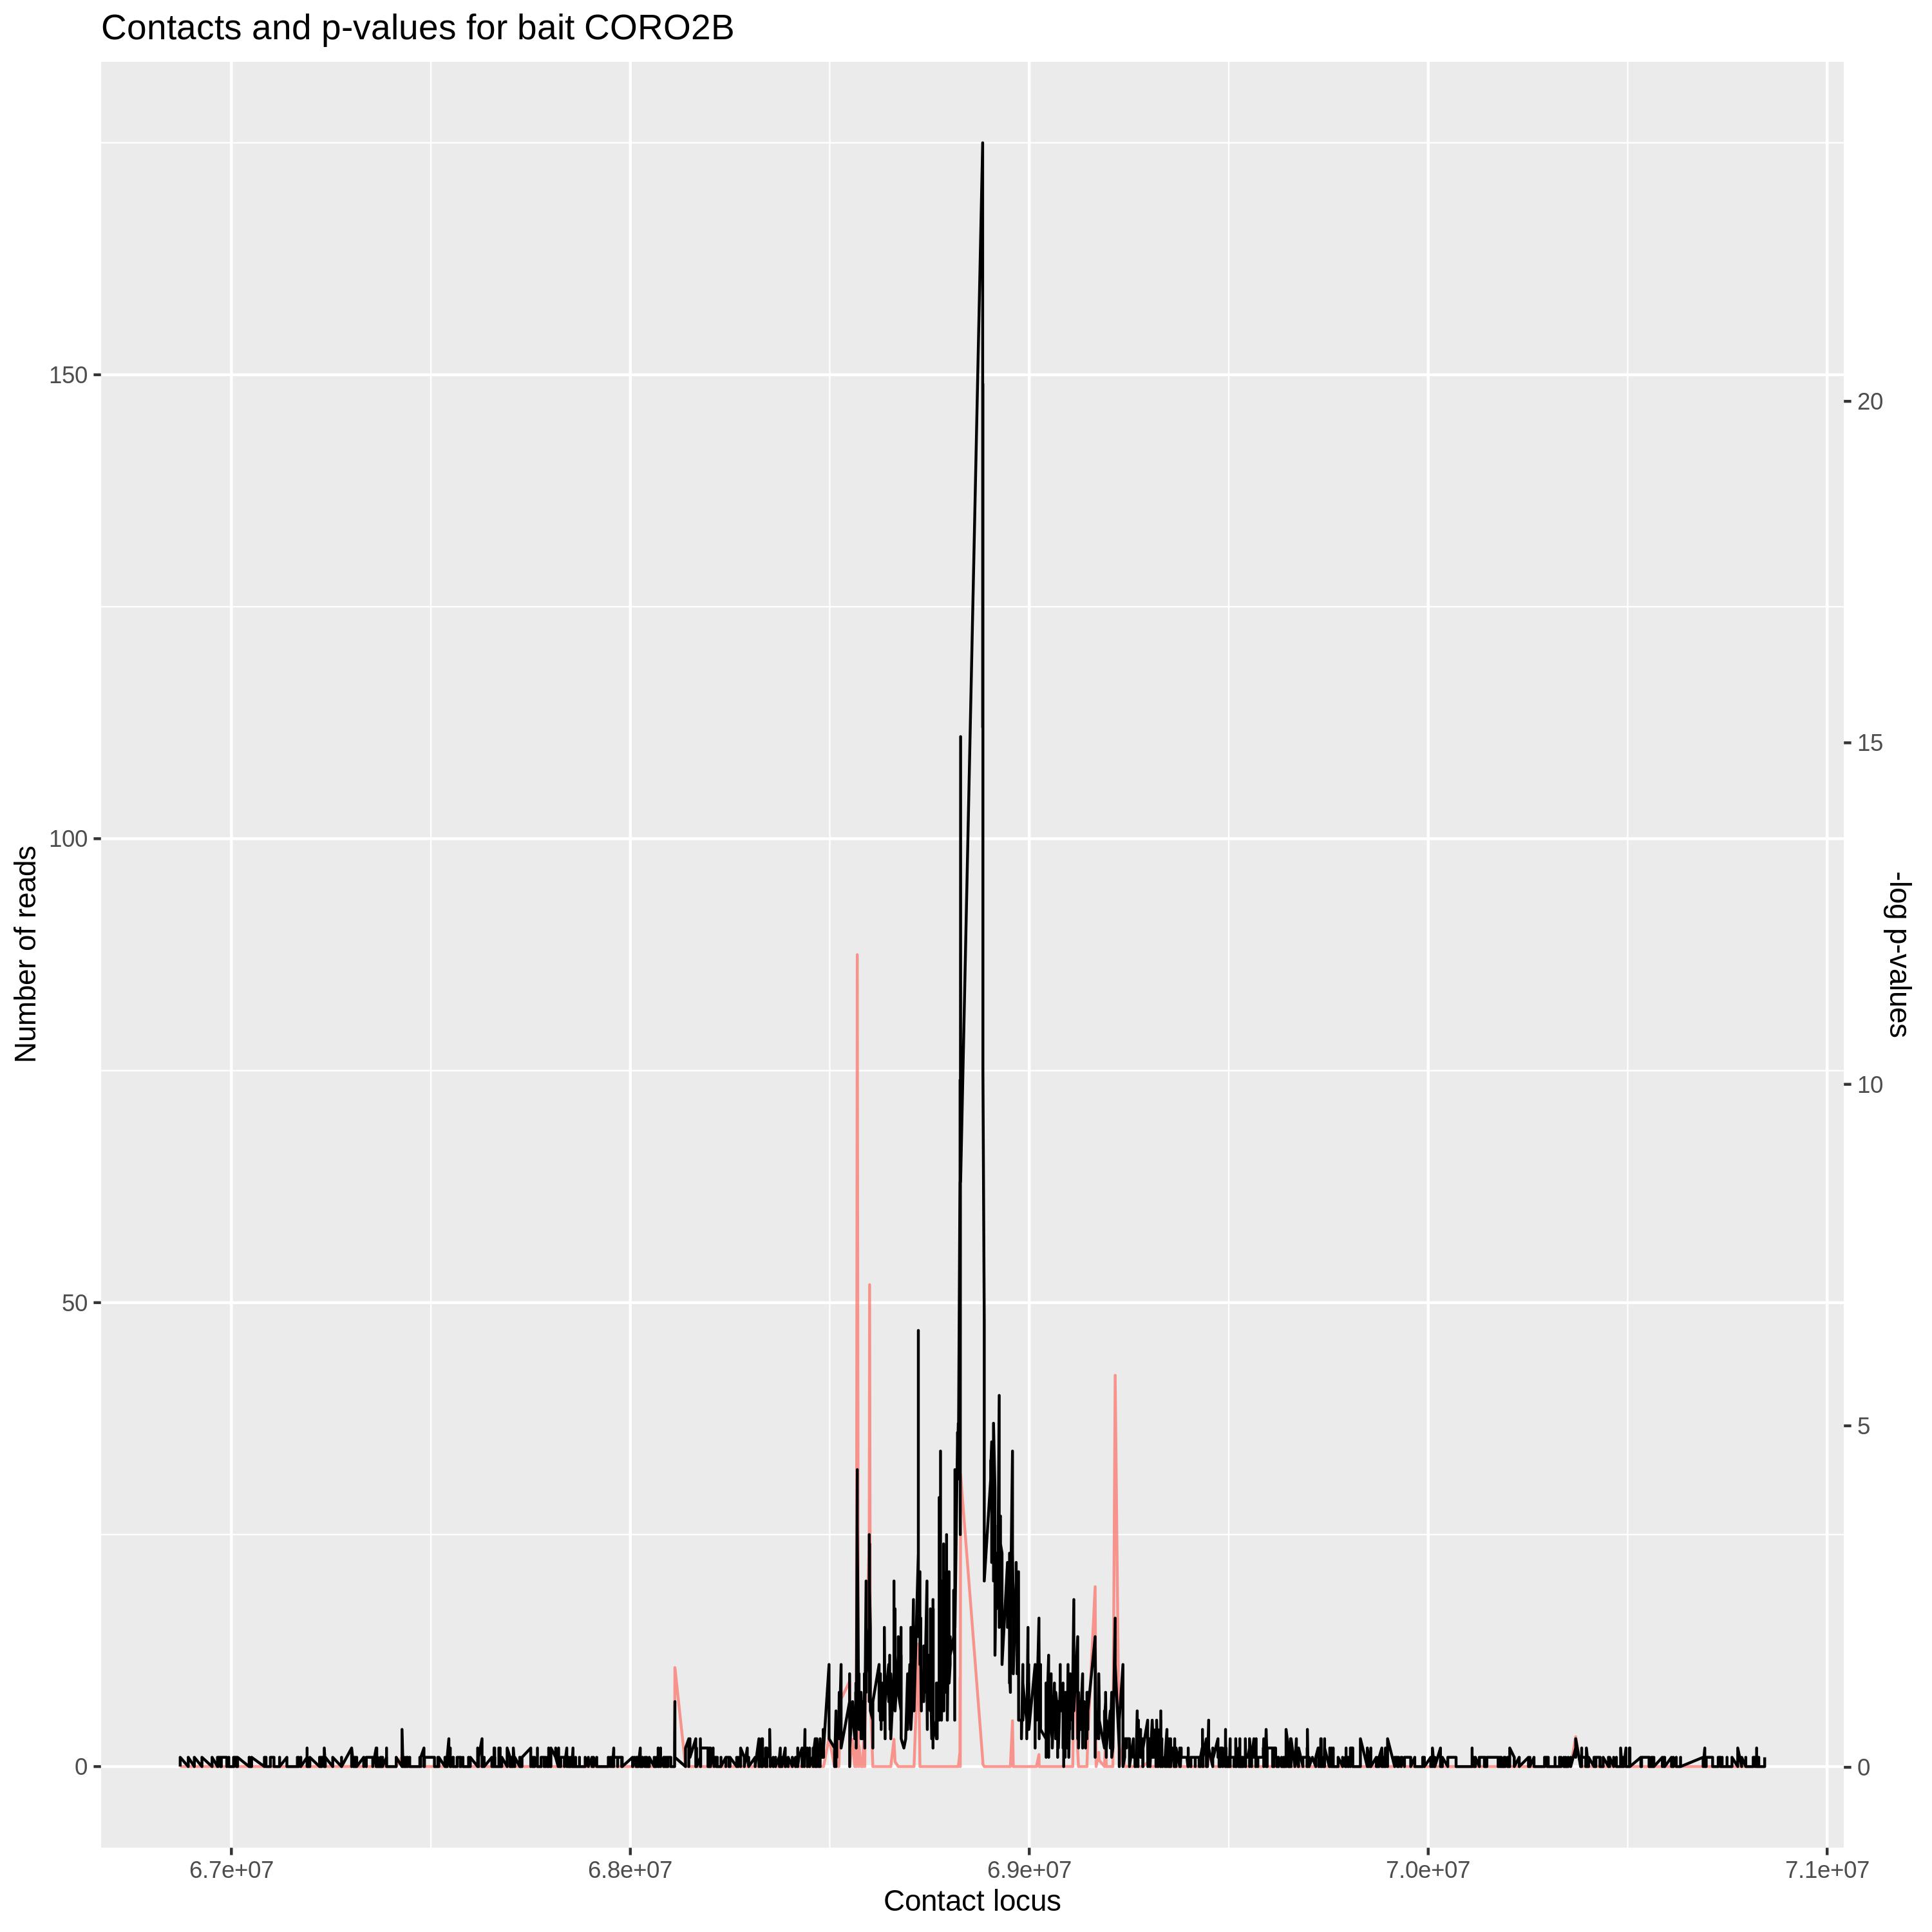 Contacts and p-values for bait CORO2B
Number of reads
150
100
50
0
20
15
10
5
0
-log p-values
6.7e+07
6.8e+07
6.9e+07
7.0e+07
7.1e+07
Contact locus